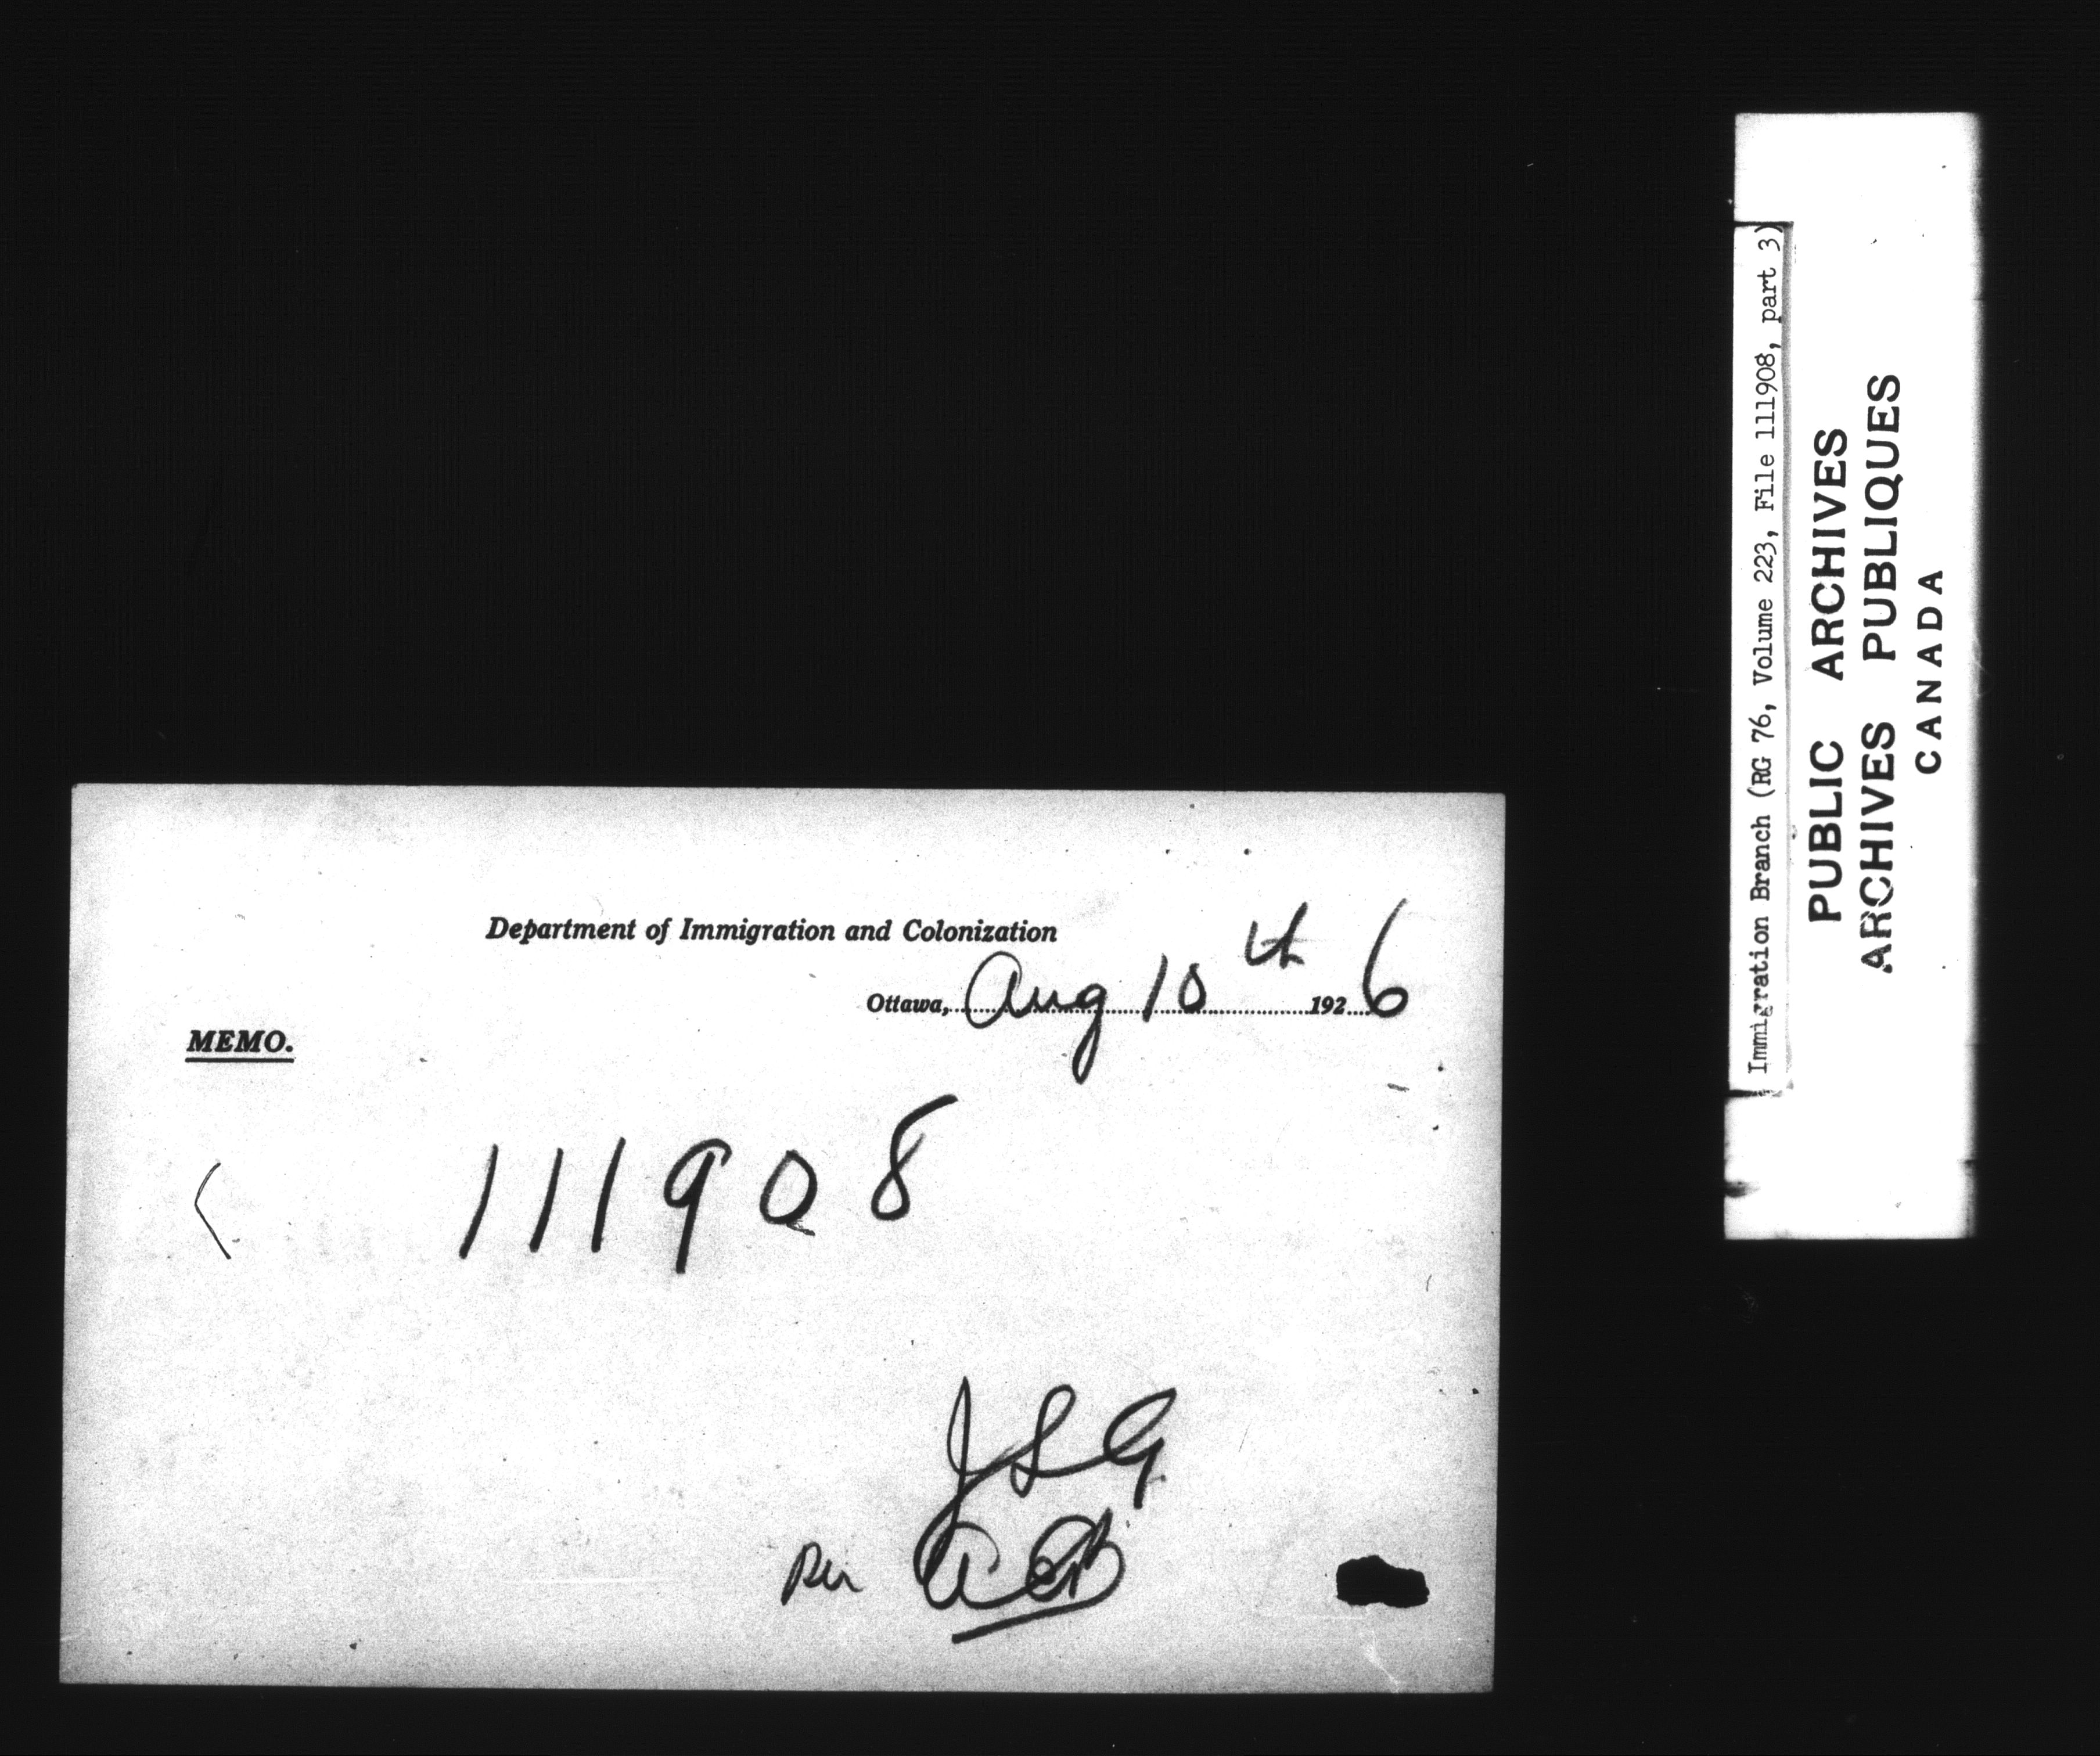 Department of Immigration and Colonization
Ottawa, Aug 10th 1926
MEMO.
111908
JSG
Per
Immigration Branch (RG 76, Volume 223, File 111908, part 3)
PUBLIC ARCHIVES
ARCHIVES PUBLIQUES
CANADA